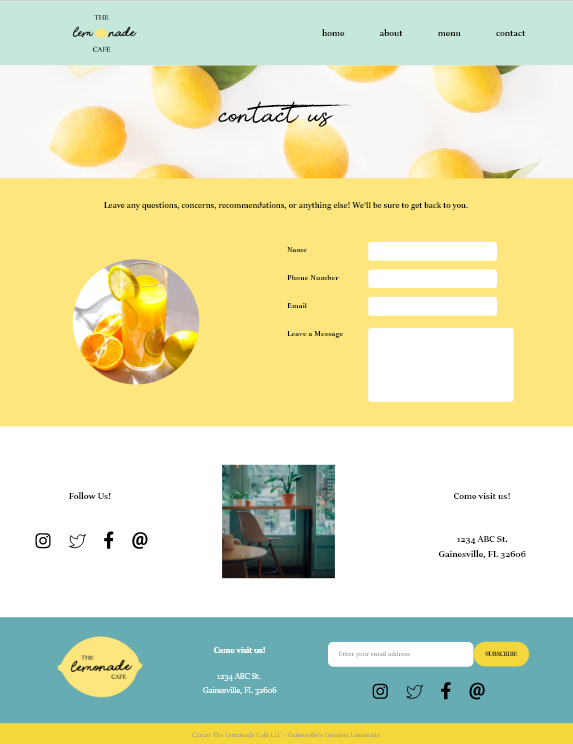 THE
lemonade
CAFE
home about menu contact
contact us
Leave any questions, concerns, recommendations, or anything else! We'll be sure to get back to you.
Name
Phone Number
Email
Leave a Message
Follow Us!
Come visit us!
1234 ABC St.
Gainesville, FL 32606
THE
lemonade
CAFE
Come visit us!
1234 ABC St.
Gainesville, FL 32606
Enter your email address
SUBSCRIBE
©2020 The Lemonade Café LLC - Gainesville's Greatest Lemonade